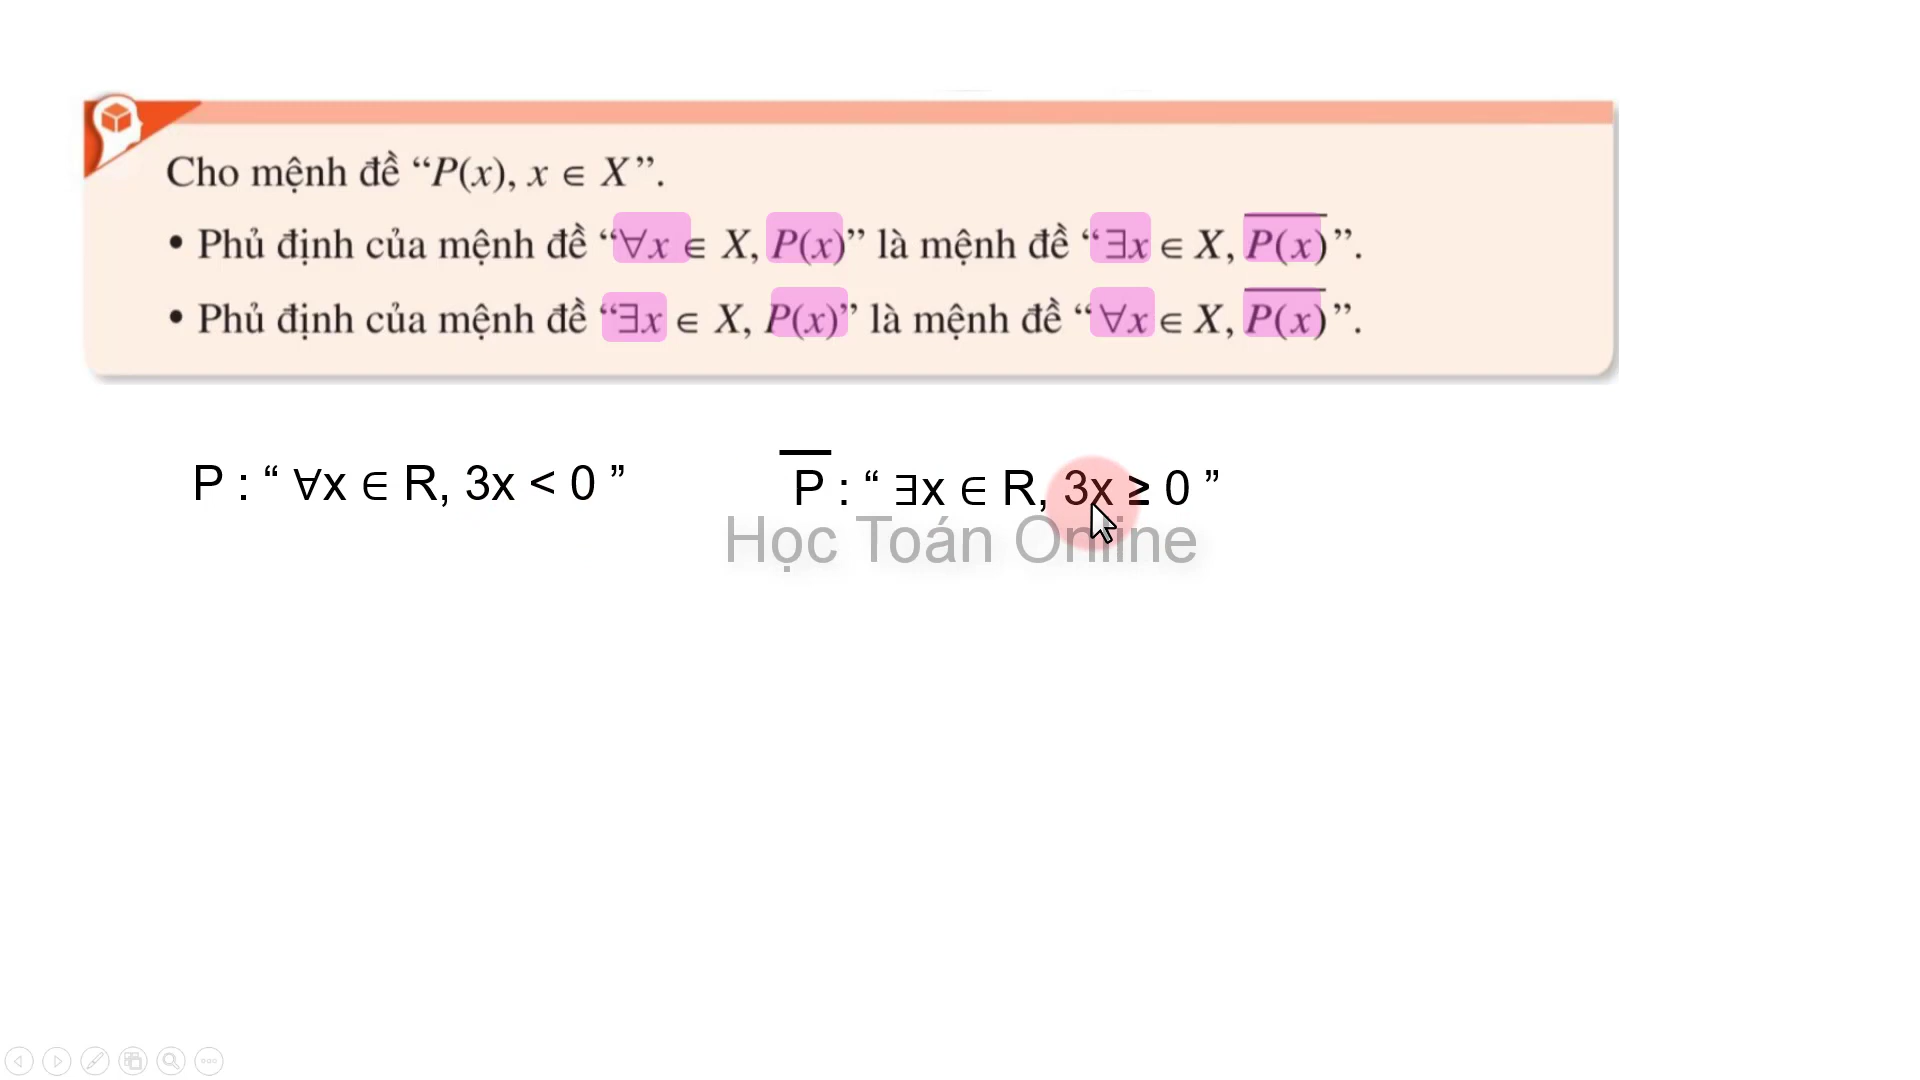 Cho mệnh đề “P(x), x ∈ X”.
• Phủ định của mệnh đề “∀x ∈ X, P(x)” là mệnh đề “∃x ∈ X, P̅(̅x̅)̅”.
• Phủ định của mệnh đề “∃x ∈ X, P(x)” là mệnh đề “∀x ∈ X, P̅(̅x̅)̅”.
P : “ ∀x ∈ R, 3x < 0 ” P̅ : “ ∃x ∈ R, 3x ≥ 0 ”
Học Toán Online